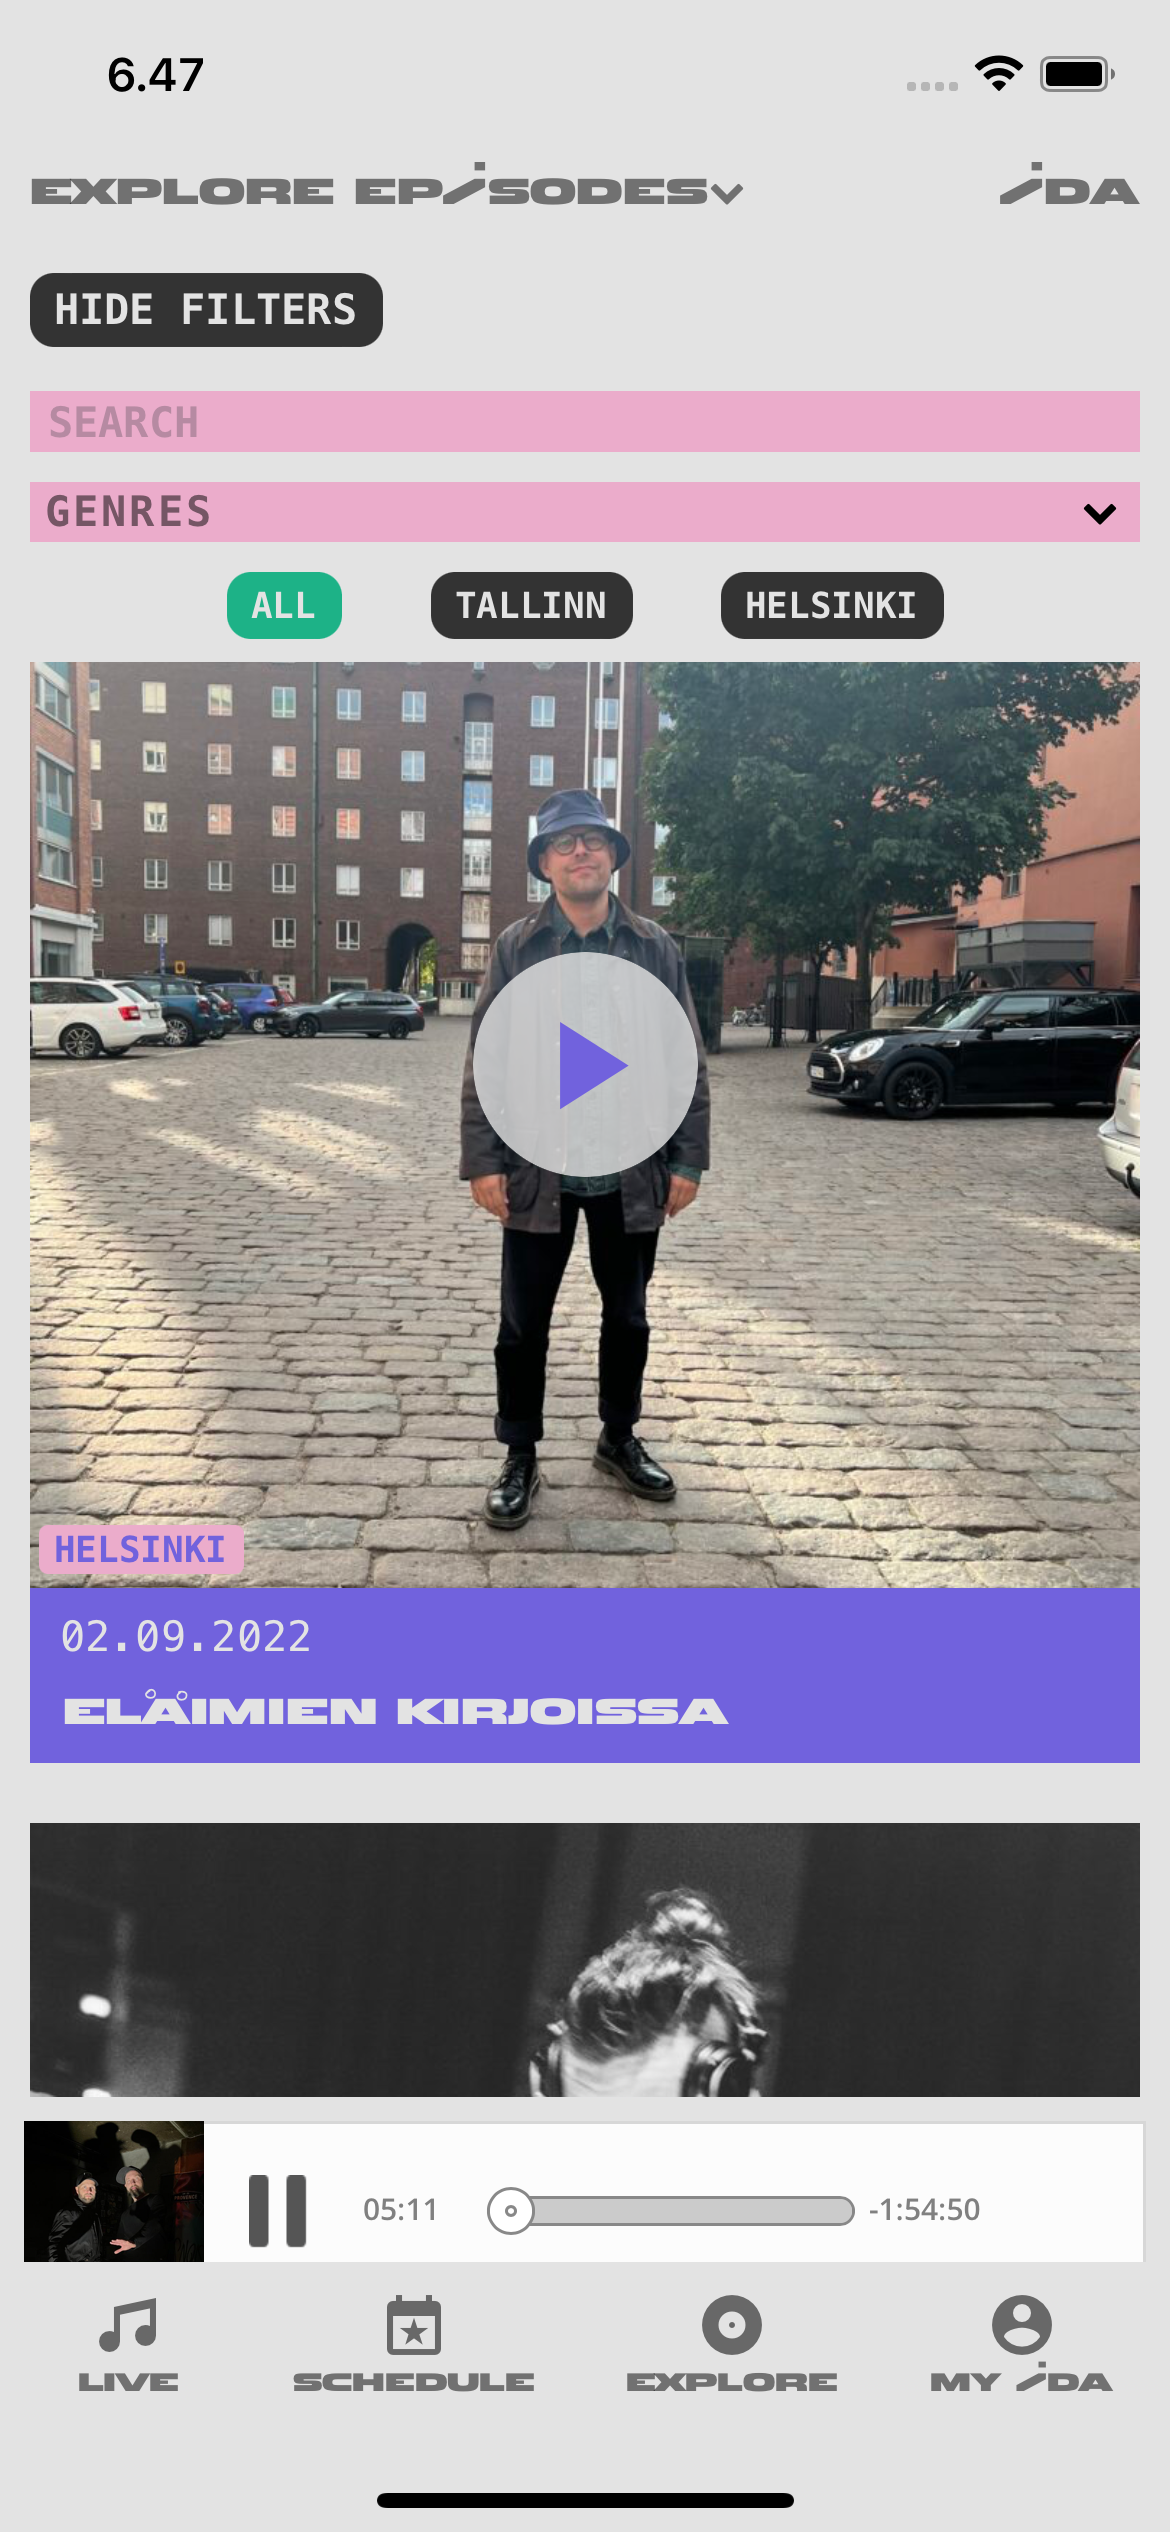 6.47
EXPLORE EPiSODES
iDA
HIDE FILTERS
SEARCH
GENRES
ALL
TALLINN
HELSINKI
HELSINKI
02.09.2022
ELÅÅIMIEN KIRJOISSA
05:11
-1:54:50
LIVE
SCHEDULE
EXPLORE
MY iDA